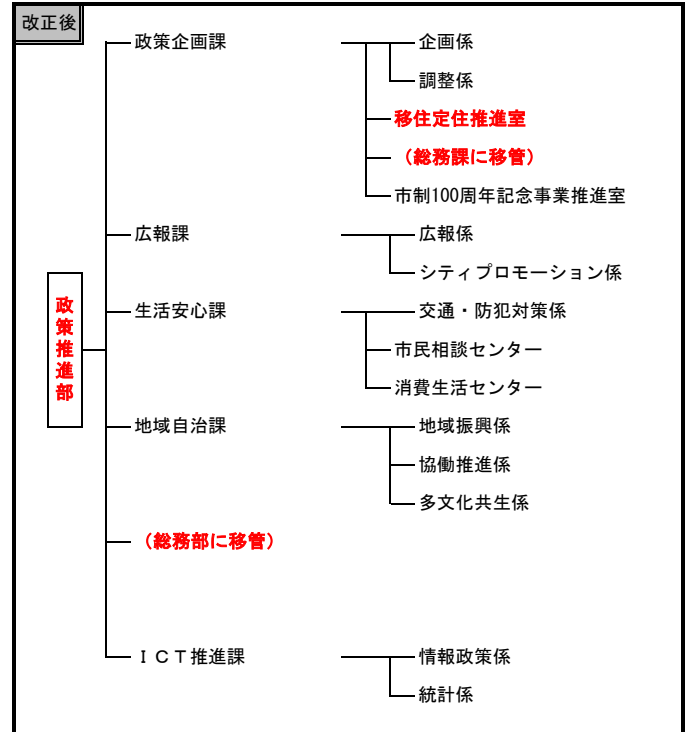 改正後
政策推進部
政策企画課
企画係
調整係
移住定住推進室
（総務課に移管）
市制100周年記念事業推進室
広報課
広報係
シティプロモーション係
生活安心課
交通・防犯対策係
市民相談センター
消費生活センター
地域自治課
地域振興係
協働推進係
多文化共生係
（総務部に移管）
ＩＣＴ推進課
情報政策係
統計係